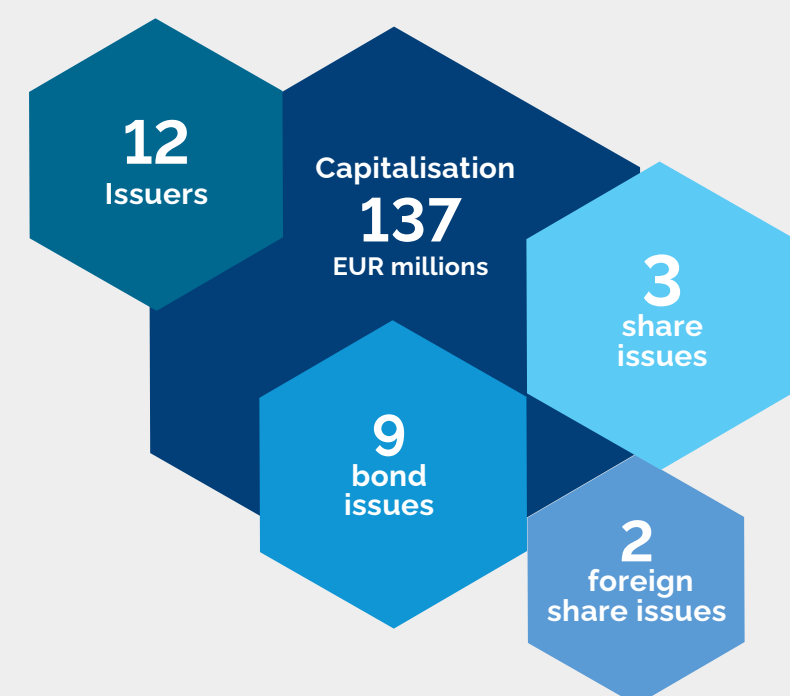 12
Issuers
Capitalisation
137
EUR millions
3
share
issues
9
bond
issues
2
foreign
share issues